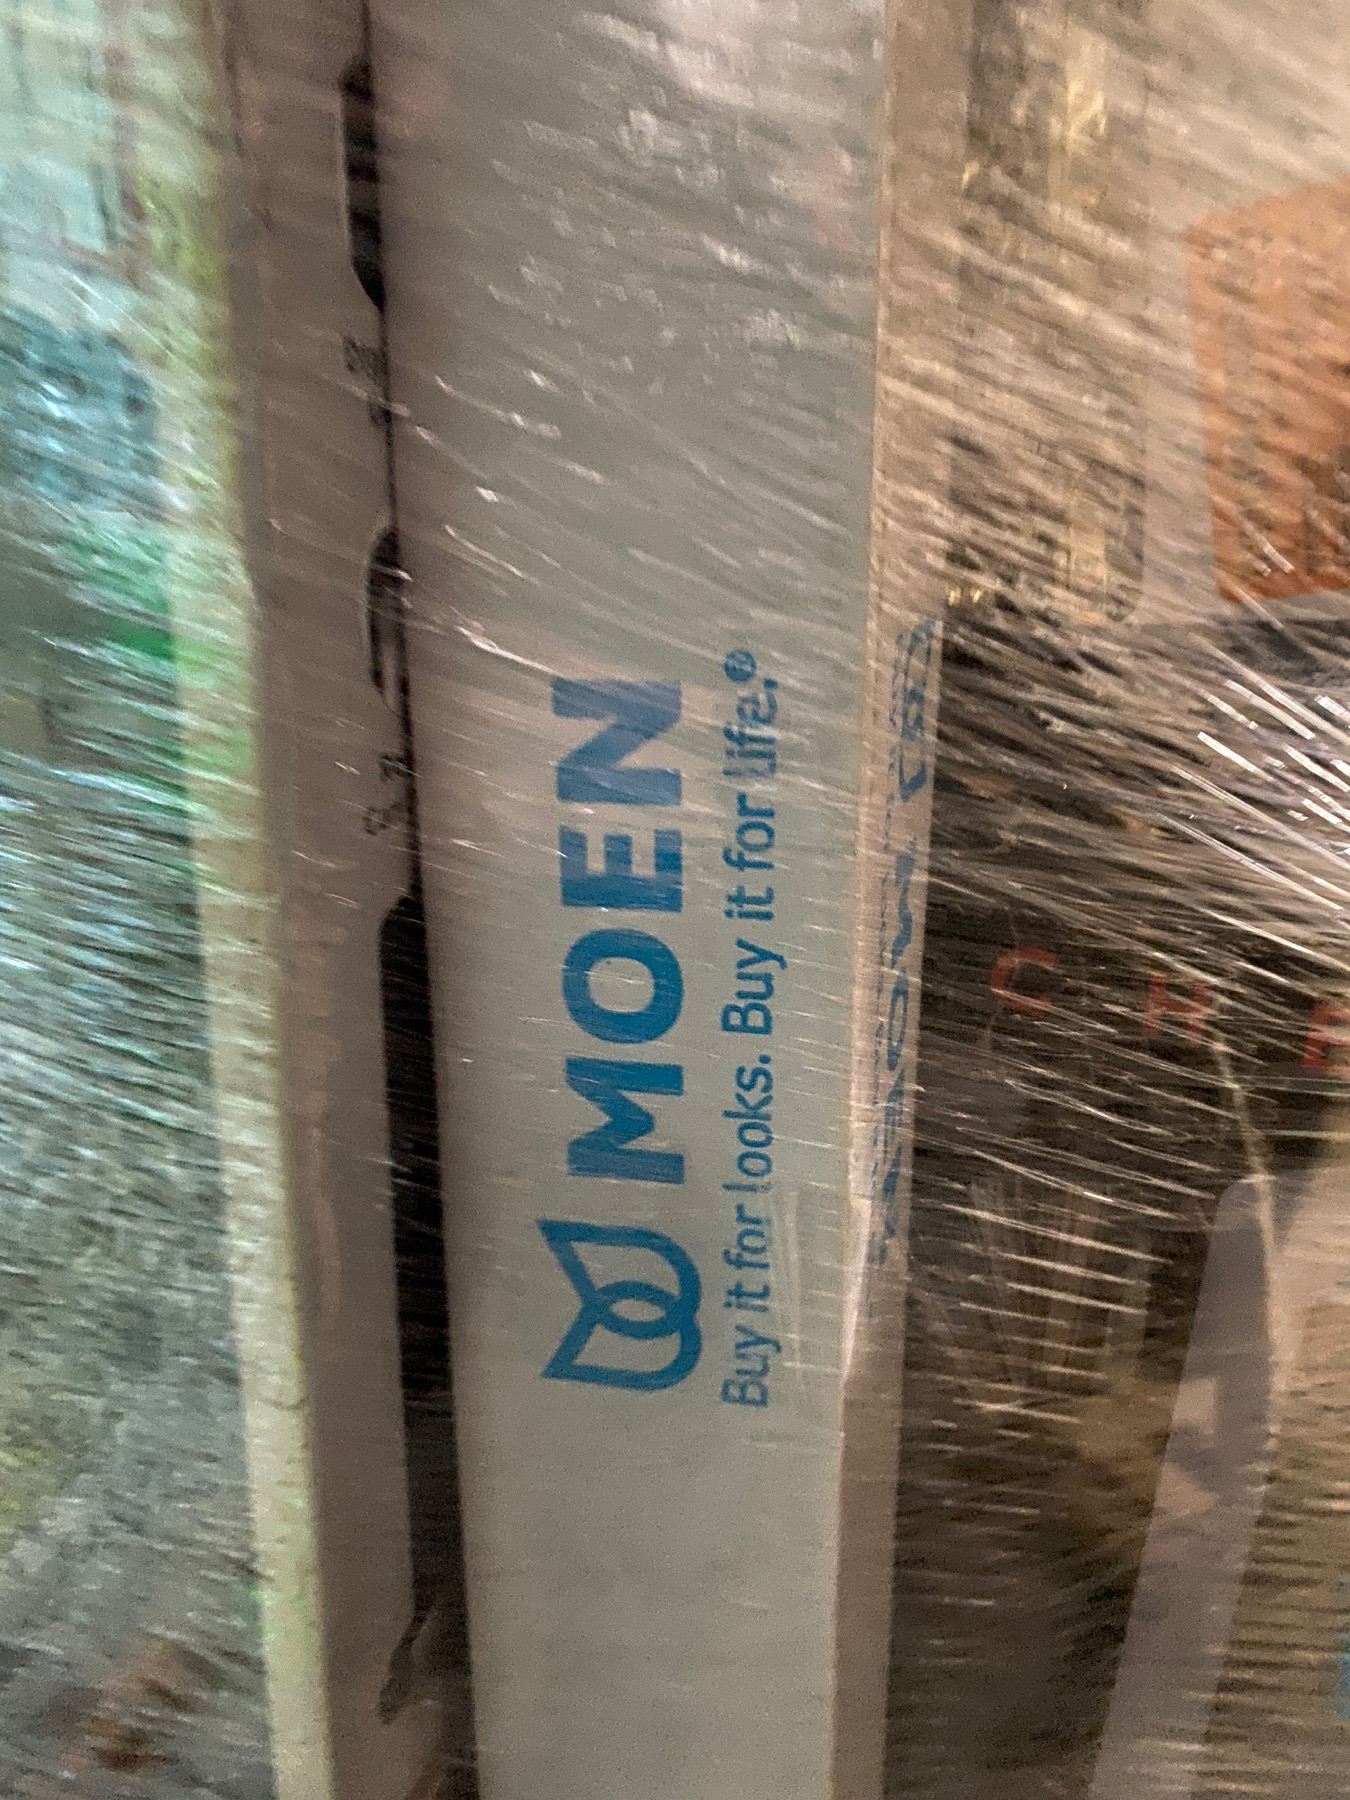 MOEN
Buy it for looks. Buy it for life.®
C H E